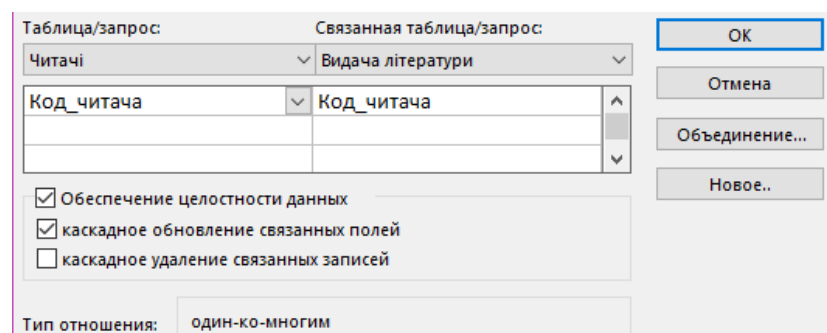 Таблица/запрос: Связанная таблица/запрос:
Читачі Видача літератури
Код_читача Код_читача
Обеспечение целостности данных
каскадное обновление связанных полей
каскадное удаление связанных записей
Тип отношения: один-ко-многим
ОК
Отмена
Объединение...
Новое..